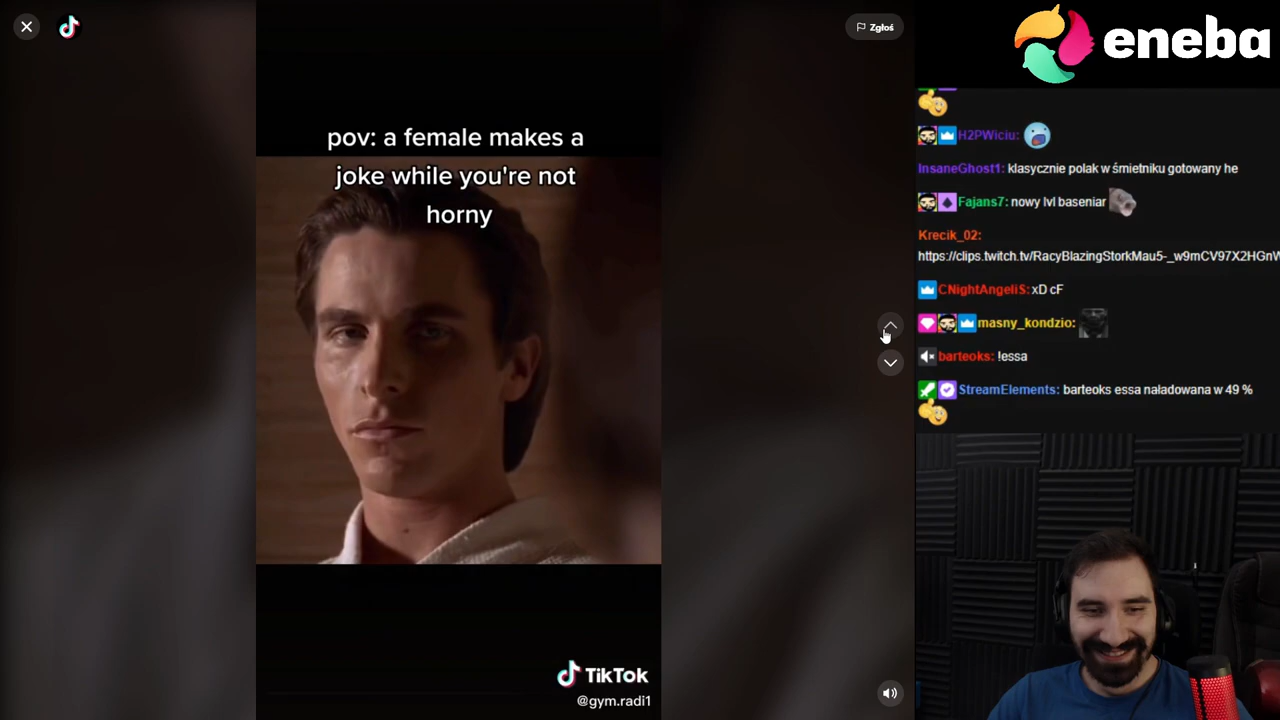 Zgłoś
eneba
pov: a female makes a
joke while you're not
horny
H2PWiciu:
InsaneGhost1: klasycznie polak w śmietniku gotowany he
Fajans7: nowy lvl baseniar
Krecik_02:
https://clips.twitch.tv/RacyBlazingStorkMau5-_w9mCV97X2HGnW
CNightAngeliS: xD cF
masny_kondzio:
barteoks: !essa
StreamElements: barteoks essa naładowana w 49 %
TikTok
@gym.radi1